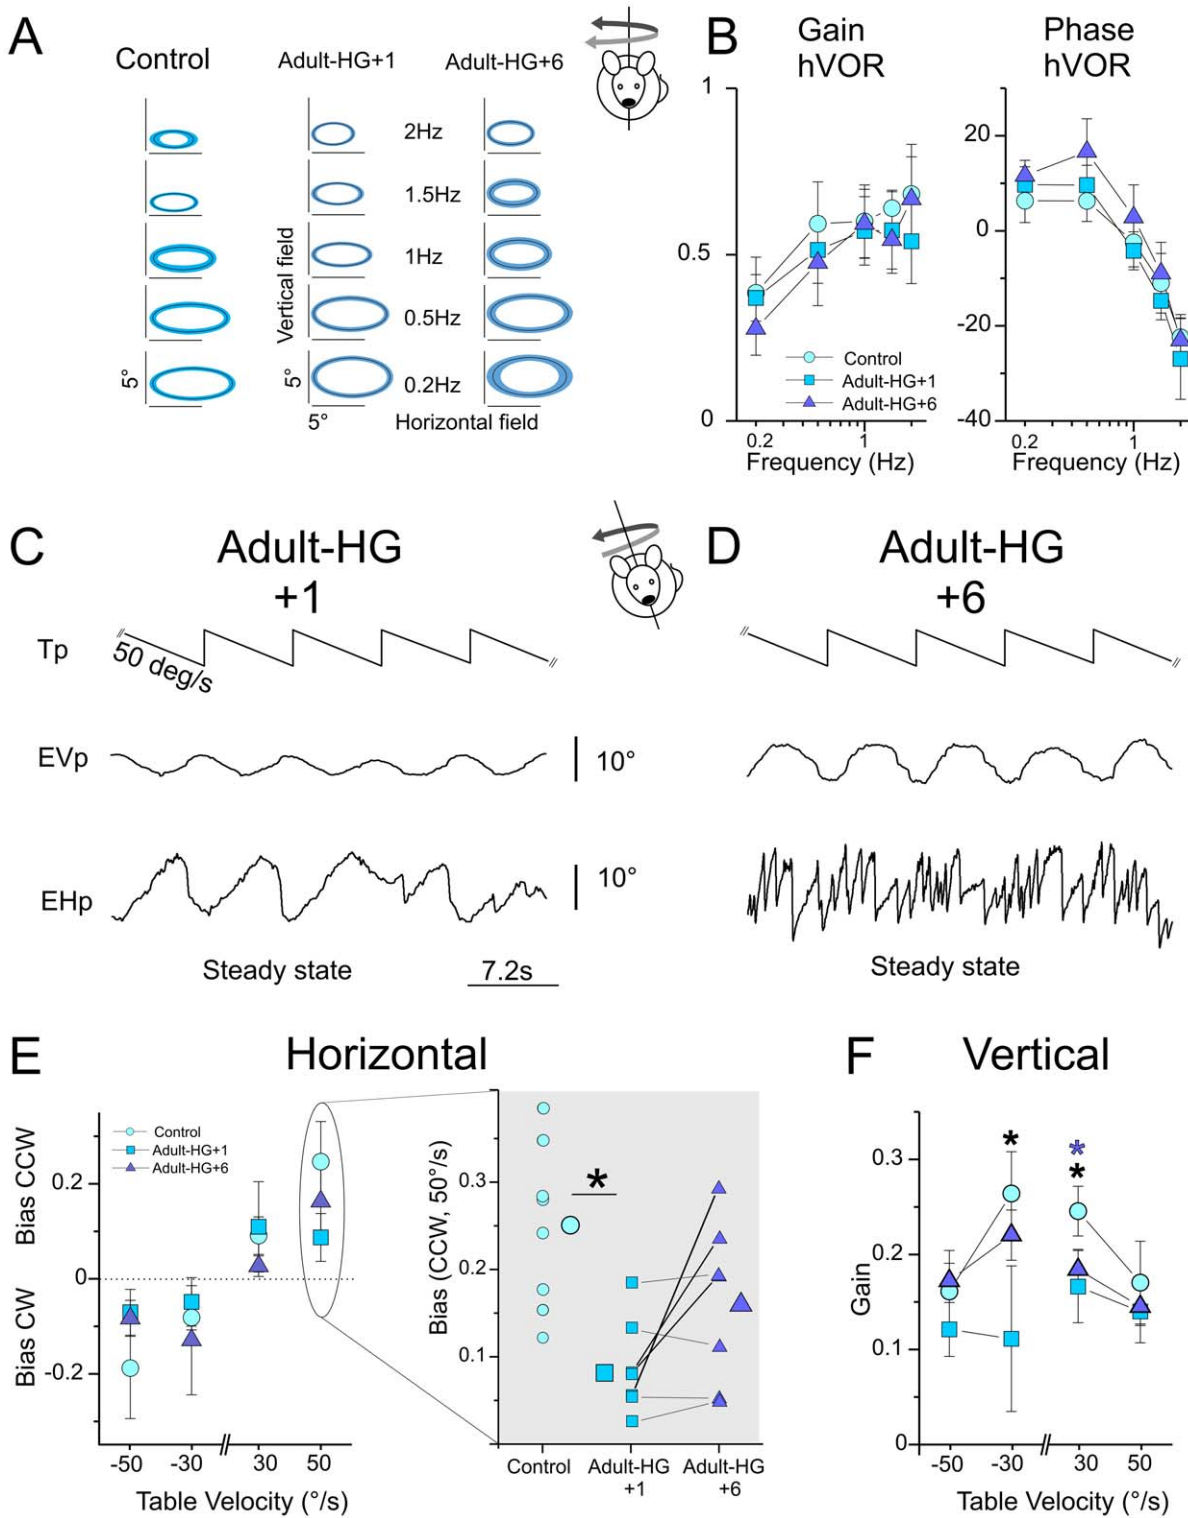 A
Control
Adult-HG+1
Adult-HG+6
2Hz
1.5Hz
1Hz
0.5Hz
0.2Hz
Vertical field
5°
5°
5°
Horizontal field
B
Gain
hVOR
Phase
hVOR
1
0.5
0
Control
Adult-HG+1
Adult-HG+6
0.2
1
Frequency (Hz)
20
0
-20
-40
0.2
1
Frequency (Hz)
C
Adult-HG
+1
D
Adult-HG
+6
Tp
50 deg/s
EVp
10°
EHp
10°
Steady state
7.2s
Steady state
E
Horizontal
Control
Adult-HG+1
Adult-HG+6
Bias CCW
Bias CW
0.2
0
-0.2
-50
-30
30
50
Table Velocity (°/s)
Bias (CCW, 50°/s)
0.3
0.2
0.1
*
Control
Adult-HG
+1
Adult-HG
+6
F
Vertical
Gain
0.3
0.2
0.1
0
*
*
*
-50
-30
30
50
Table Velocity (°/s)